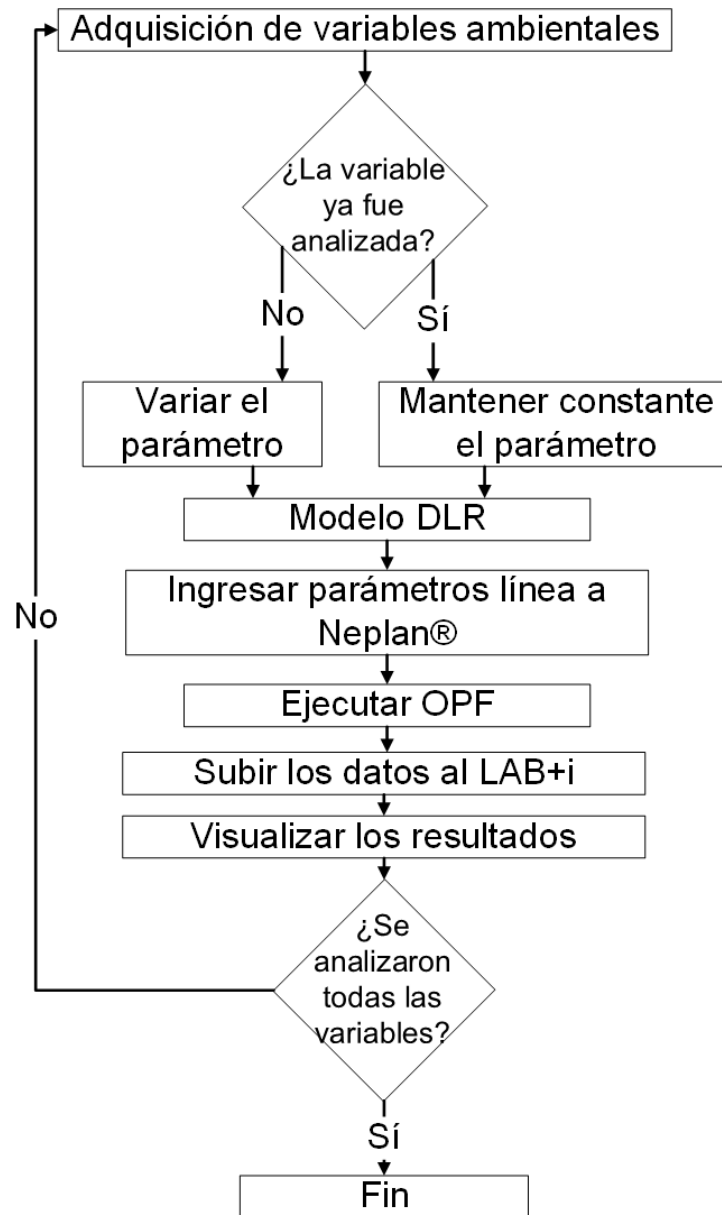 Adquisición de variables ambientales
¿La variable
ya fue
analizada?
No
Sí
Variar el
parámetro
Mantener constante
el parámetro
Modelo DLR
Ingresar parámetros línea a
Neplan®
No
Ejecutar OPF
Subir los datos al LAB+i
Visualizar los resultados
¿Se
analizaron
todas las
variables?
Sí
Fin